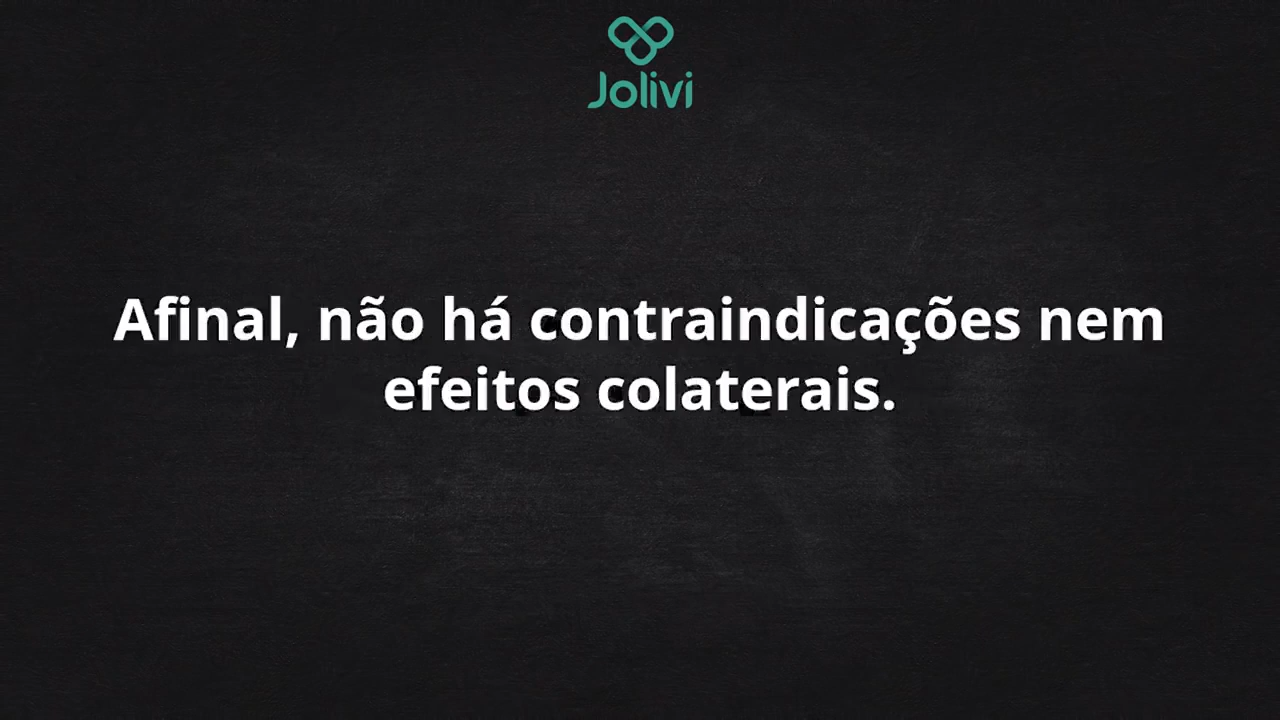 Jolivi
Afinal, não há contraindicações nem
efeitos colaterais.